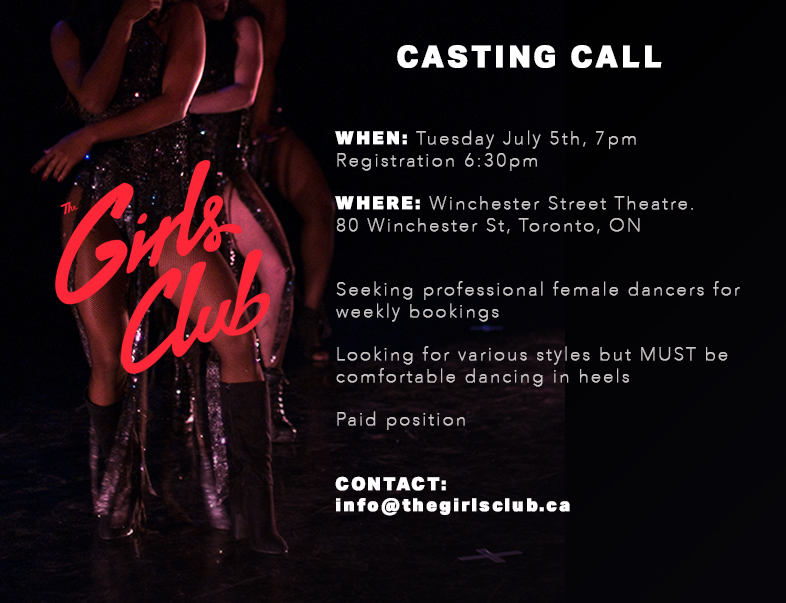 CASTING CALL
WHEN: Tuesday July 5th, 7pm
Registration 6:30pm
WHERE: Winchester Street Theatre.
80 Winchester St, Toronto, ON
The
Girls
Club
Seeking professional female dancers for
weekly bookings
Looking for various styles but MUST be
comfortable dancing in heels
Paid position
CONTACT:
info@thegirlsclub.ca